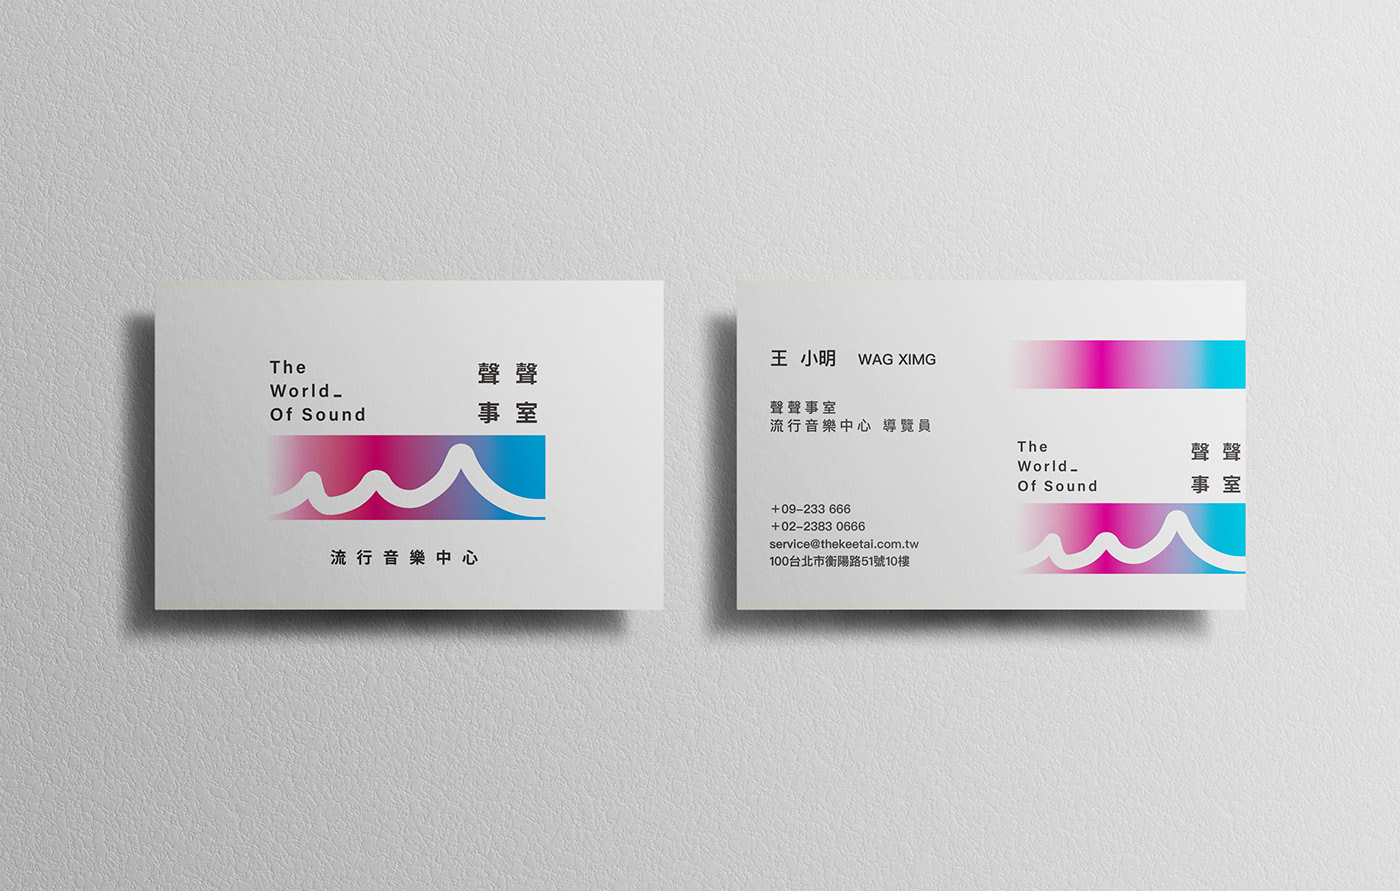 The
World_
Of Sound
聲 聲
事 室
流行音樂中心
王 小明 WAG XIMG
聲聲事室
流行音樂中心 導覽員
+09-233 666
+02-2383 0666
service@thekeetai.com.tw
100台北市衡陽路51號10樓
The
World_
Of Sound
聲 聲
事 室